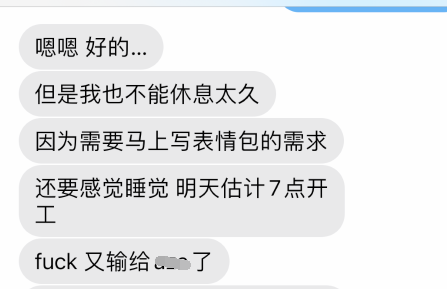 嗯嗯 好的...
但是我也不能休息太久
因为需要马上写表情包的需求
还要感觉睡觉 明天估计7点开
工
fuck 又输给 了